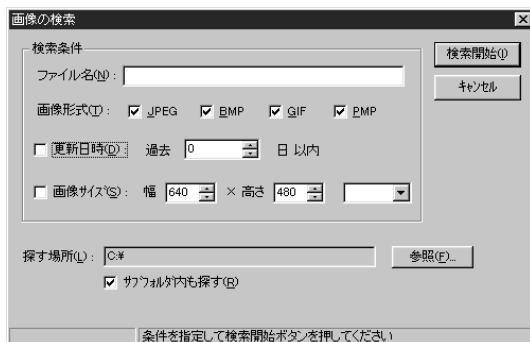 画像の検索
検索条件
検索開始(I)
ファイル名(N):
キャンセル
画像形式(T): JPEG BMP GIF PMP
更新日時(D): 過去 0 日 以内
画像サイズ(S): 幅 640 × 高さ 480
探す場所(L): C:¥ 参照(F)...
サブフォルダ内も探す(R)
条件を指定して検索開始ボタンを押してください